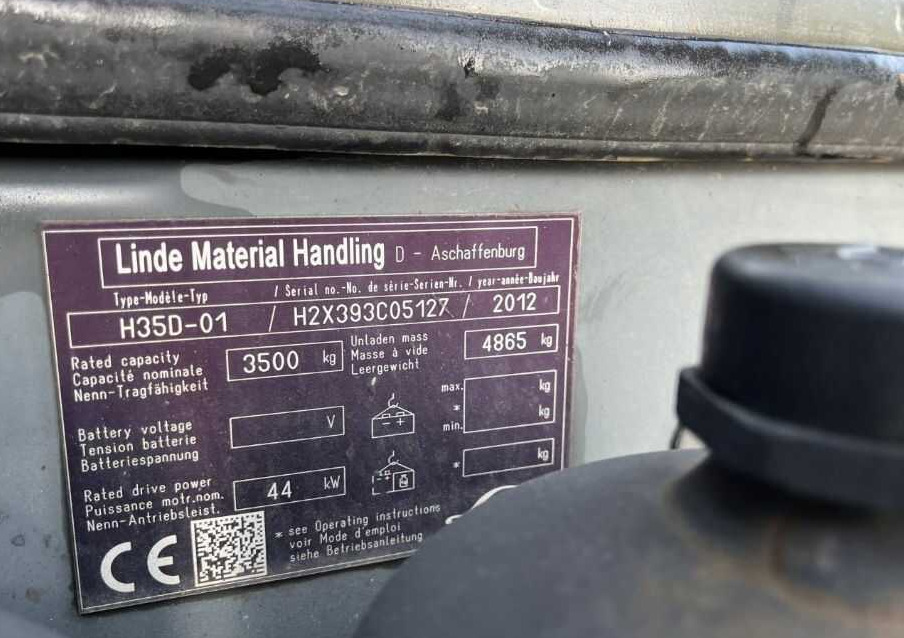 Linde Material Handling D - Aschaffenburg
Type-Modèle-Typ / Serial no.-No. de série-Serien-Nr. / year-année-Baujahr
H35D-01 / H2X393C05127 / 2012
Rated capacity
Capacité nominale
Nenn-Tragfähigkeit
3500 kg
Unladen mass
Masse à vide
Leergewicht
4865 kg
Battery voltage
Tension batterie
Batteriespannung
V
- +
max. kg
*
min. kg
Rated drive power
Puissance motr.nom.
Nenn-Antriebsleist.
44 kW
- +
* kg
CE
* see Operating instructions
voir Mode d'emploi
siehe Betriebsanleitung